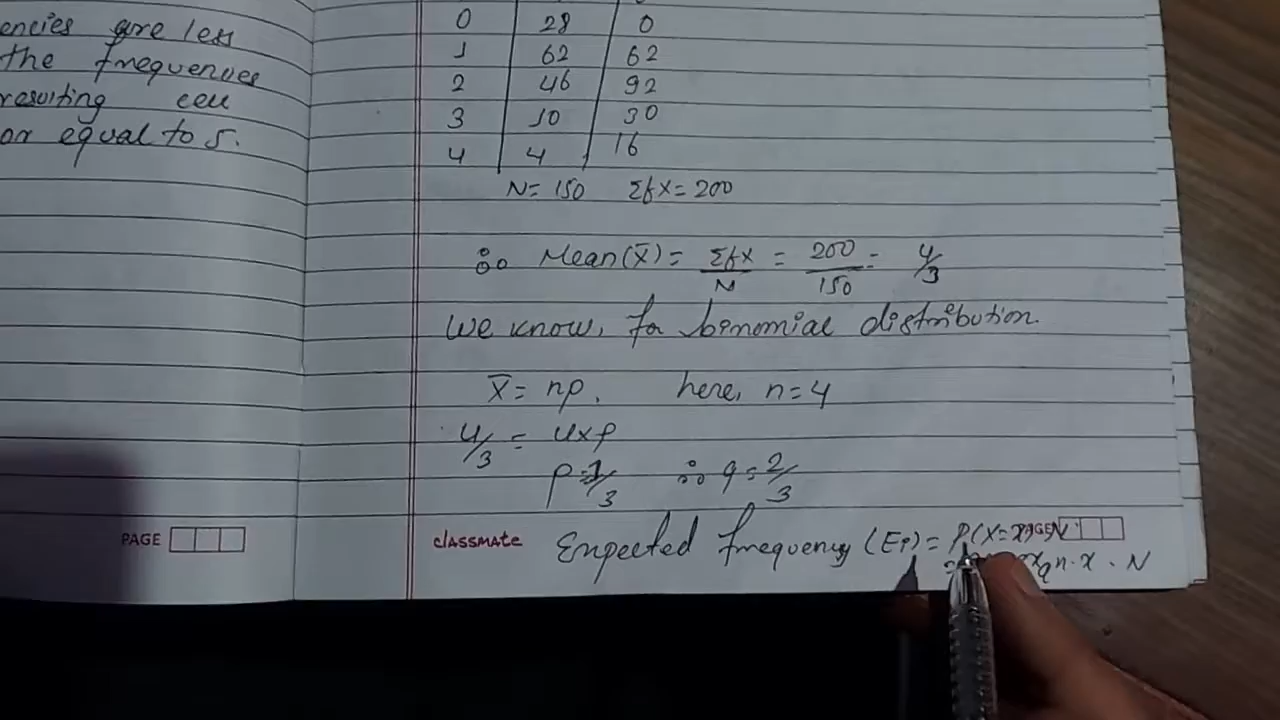 encies are less
the frequencies
resulting cell
or equal to 5.
PAGE
0 28 0
1 62 62
2 46 92
3 10 30
4 4 16
N= 150 Σfx = 200
∴ Mean(x̄) = Σfx/N = 200/150 = 4/3
We know, for binomial distribution.
x̄ = np, here, n=4
4/3 = 4×p
p=1/3 ∴ q=2/3
classmate
Expected frequency (Ei) = P(X=x)·N
PAGE